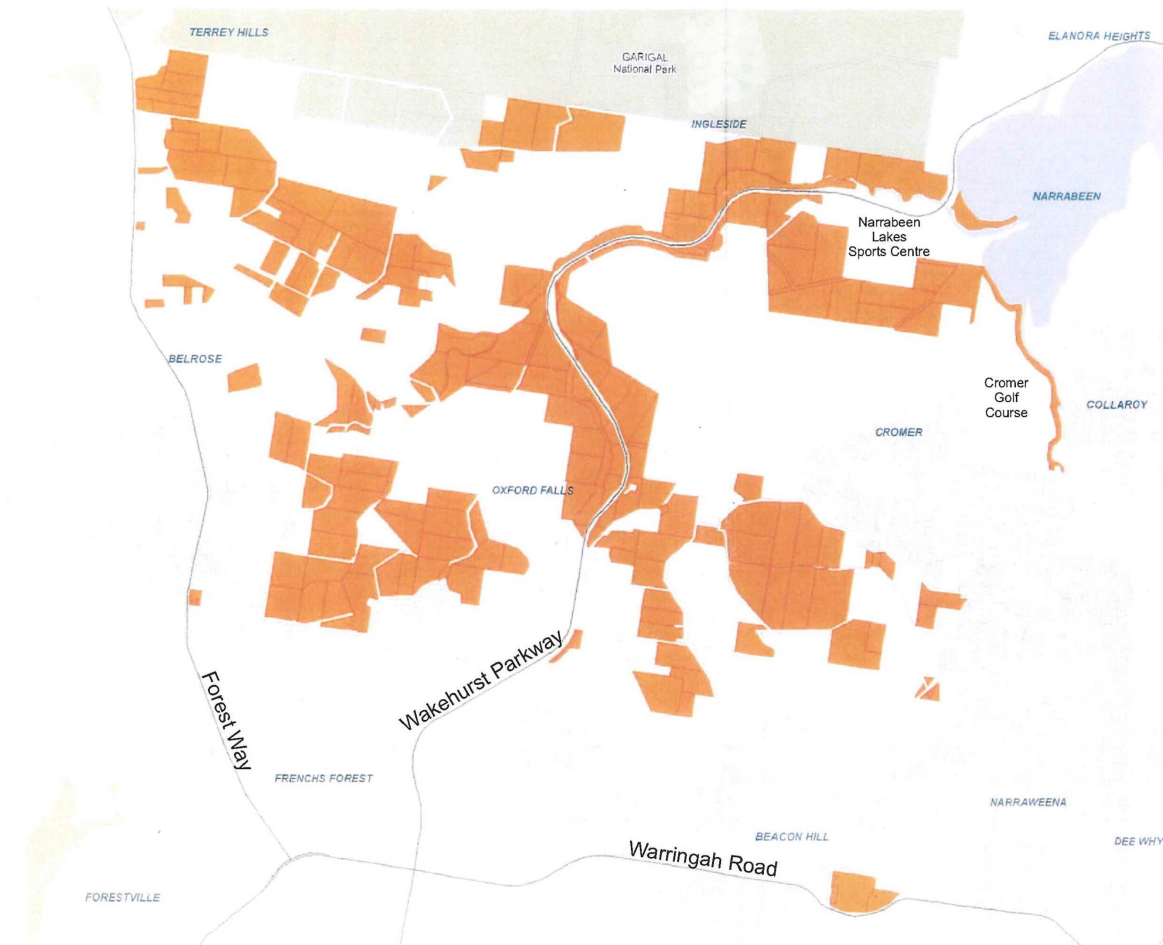 TERREY HILLS
ELANORA HEIGHTS
GARIGAL
National Park
INGLESIDE
NARRABEEN
Narrabeen
Lakes
Sports Centre
BELROSE
Cromer
Golf
Course
COLLAROY
CROMER
OXFORD FALLS
Wakehurst Parkway
Forest Way
FRENCHS FOREST
NARRAWEENA
BEACON HILL
DEE WHY
Warringah Road
FORESTVILLE